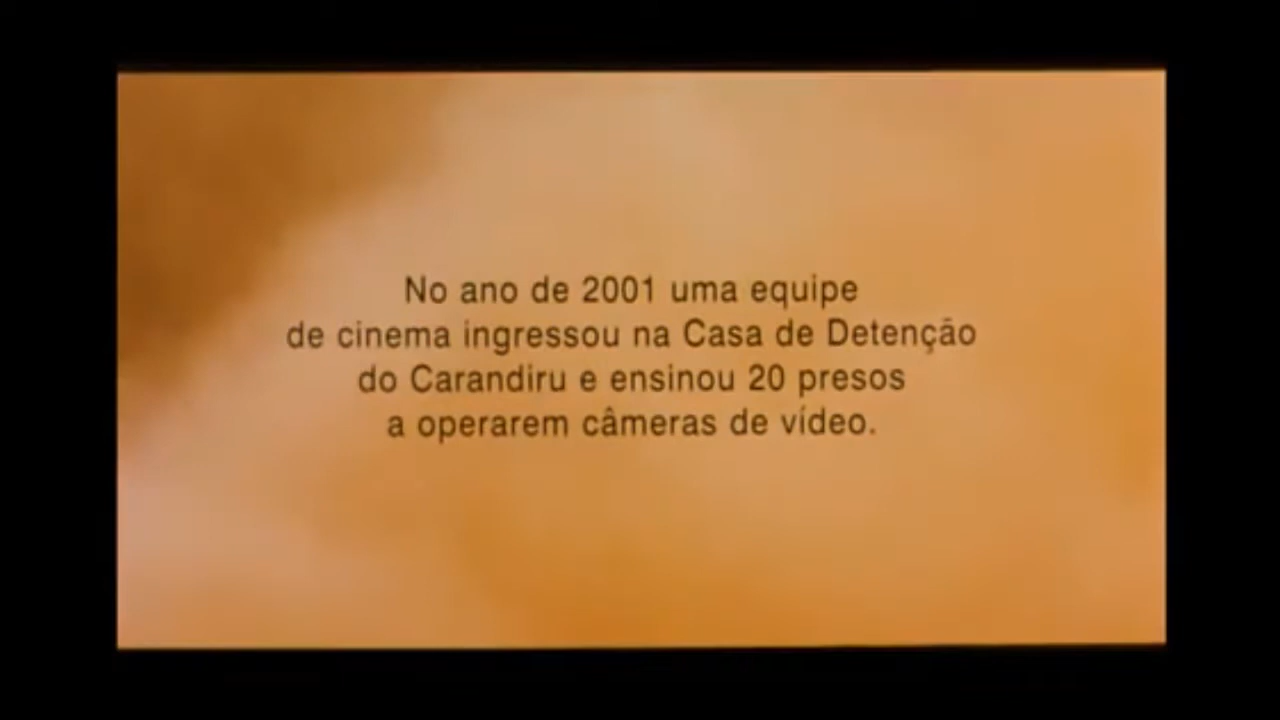 No ano de 2001 uma equipe
de cinema ingressou na Casa de Detenção
do Carandiru e ensinou 20 presos
a operarem câmeras de vídeo.